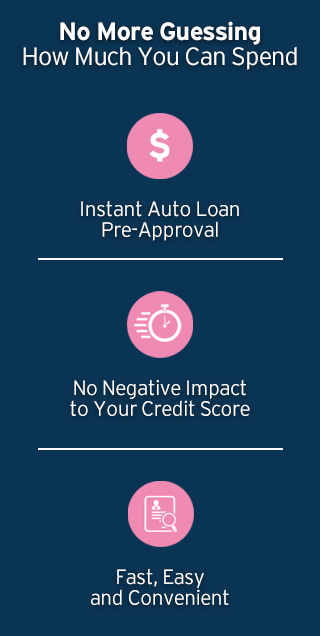 No More Guessing
How Much You Can Spend
$
Instant Auto Loan
Pre-Approval
No Negative Impact
to Your Credit Score
Fast, Easy
and Convenient